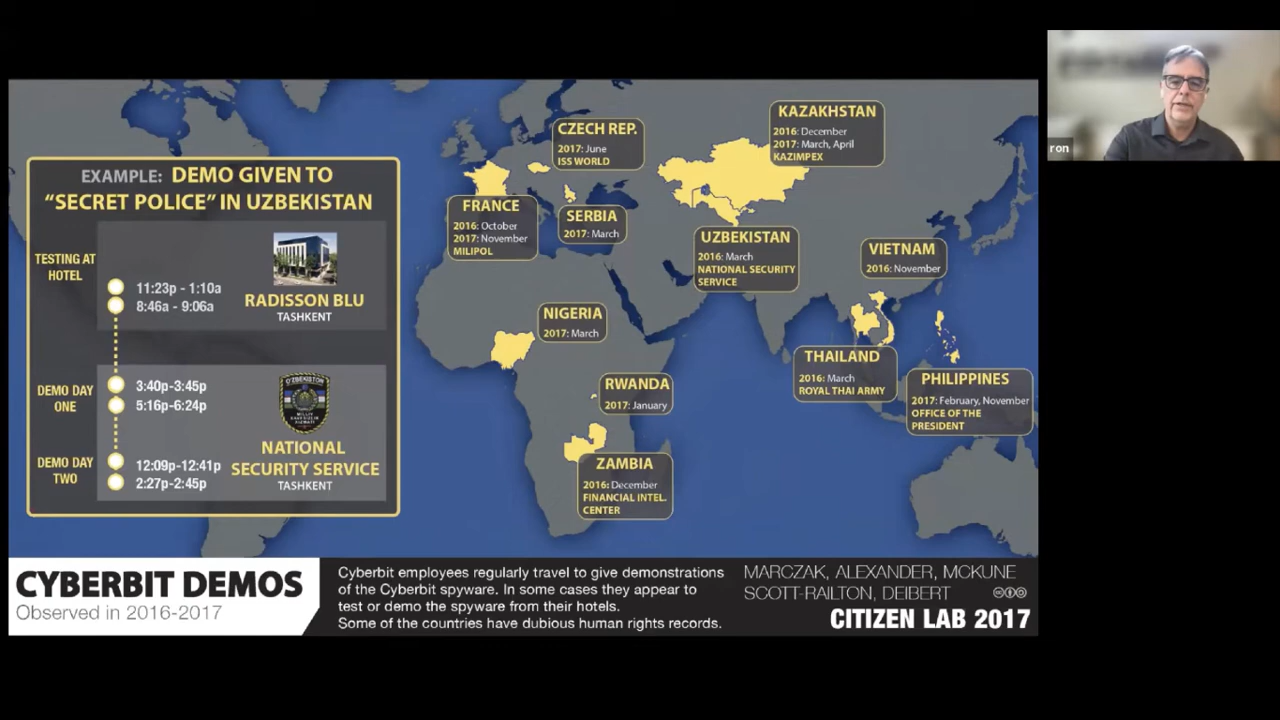 EXAMPLE: DEMO GIVEN TO
“SECRET POLICE” IN UZBEKISTAN
TESTING AT
HOTEL
11:23p - 1:10a
8:46a - 9:06a
RADISSON BLU
TASHKENT
DEMO DAY
ONE
3:40p-3:45p
5:16p-6:24p
NATIONAL
SECURITY SERVICE
TASHKENT
DEMO DAY
TWO
12:09p-12:41p
2:27p-2:45p
CZECH REP.
2017: June
ISS WORLD
KAZAKHSTAN
2016: December
2017: March, April
KAZIMPEX
FRANCE
2016: October
2017: November
MILIPOL
SERBIA
2017: March
UZBEKISTAN
2016: March
NATIONAL SECURITY
SERVICE
VIETNAM
2016: November
NIGERIA
2017: March
THAILAND
2016: March
ROYAL THAI ARMY
RWANDA
2017: January
PHILIPPINES
2017: February, November
OFFICE OF THE
PRESIDENT
ZAMBIA
2016: December
FINANCIAL INTEL.
CENTER
CYBERBIT DEMOS
Observed in 2016-2017
Cyberbit employees regularly travel to give demonstrations
of the Cyberbit spyware. In some cases they appear to
test or demo the spyware from their hotels.
Some of the countries have dubious human rights records.
MARCZAK, ALEXANDER, MCKUNE
SCOTT-RAILTON, DEIBERT
CITIZEN LAB 2017
ron